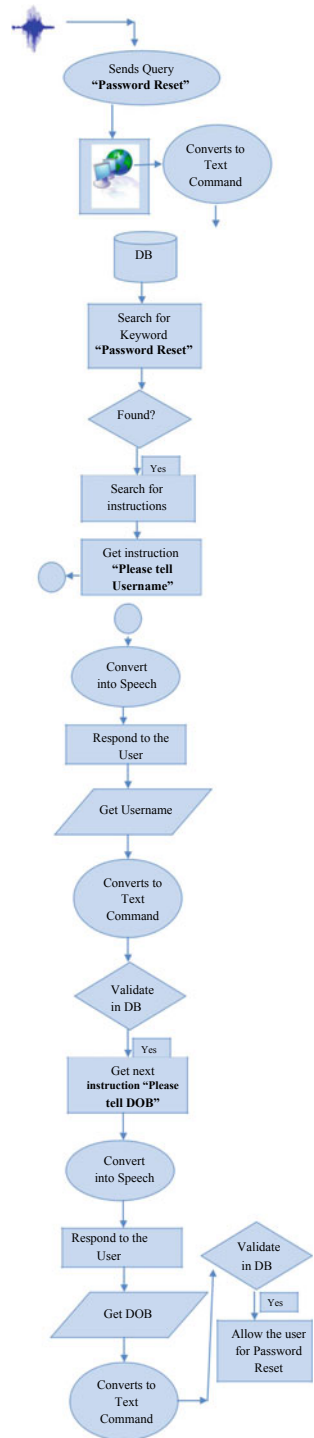 Sends Query
“Password Reset”
Converts to
Text
Command
DB
Search for
Keyword
“Password Reset”
Found?
Yes
Search for
instructions
Get instruction
“Please tell
Username”
Convert
into Speech
Respond to the
User
Get Username
Converts to
Text
Command
Validate
in DB
Yes
Get next
instruction “Please
tell DOB”
Convert
into Speech
Respond to the
User
Get DOB
Converts to
Text
Command
Validate
in DB
Yes
Allow the user
for Password
Reset